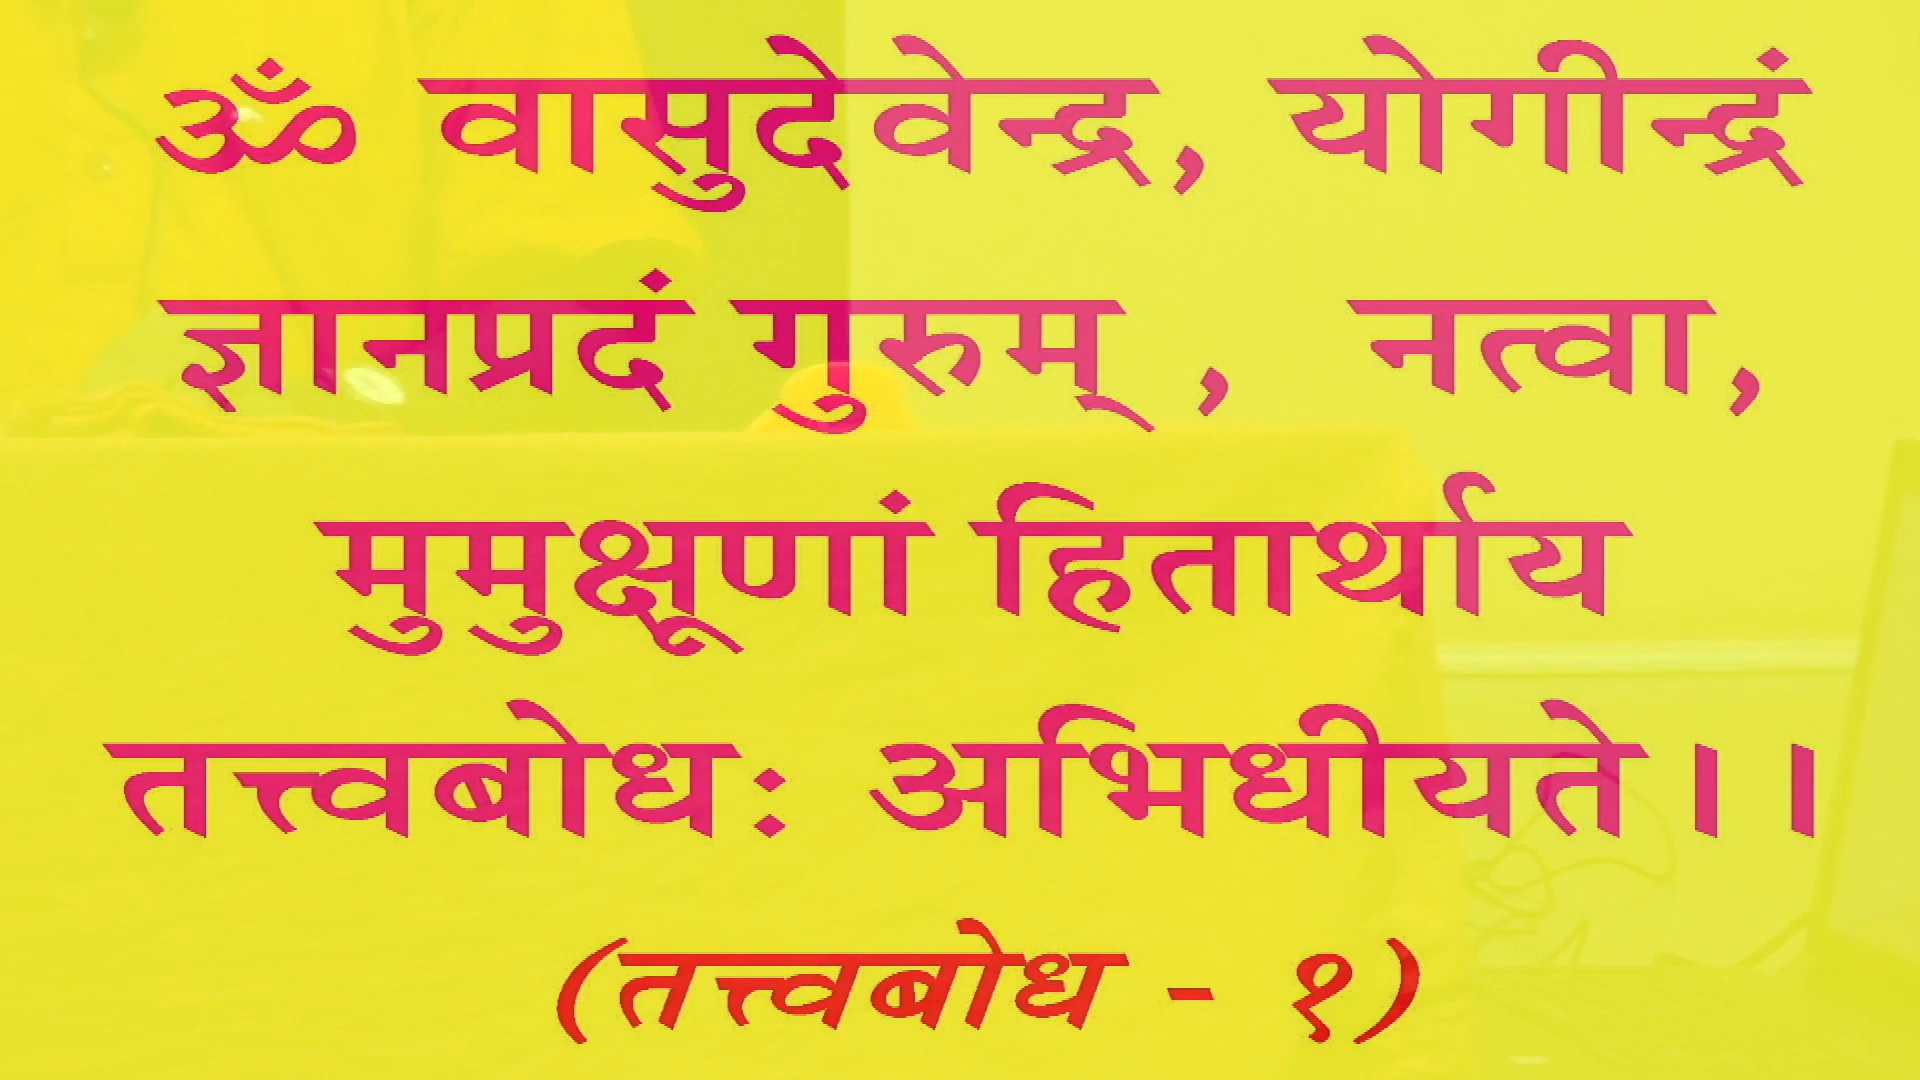 ॐ वासुदेवेन्द्र, योगीन्द्रं
ज्ञानप्रदं गुरुम् , नत्वा,
मुमुक्षूणां हितार्थाय
तत्त्वबोधः अभिधीयते।।
(तत्त्वबोध - १)